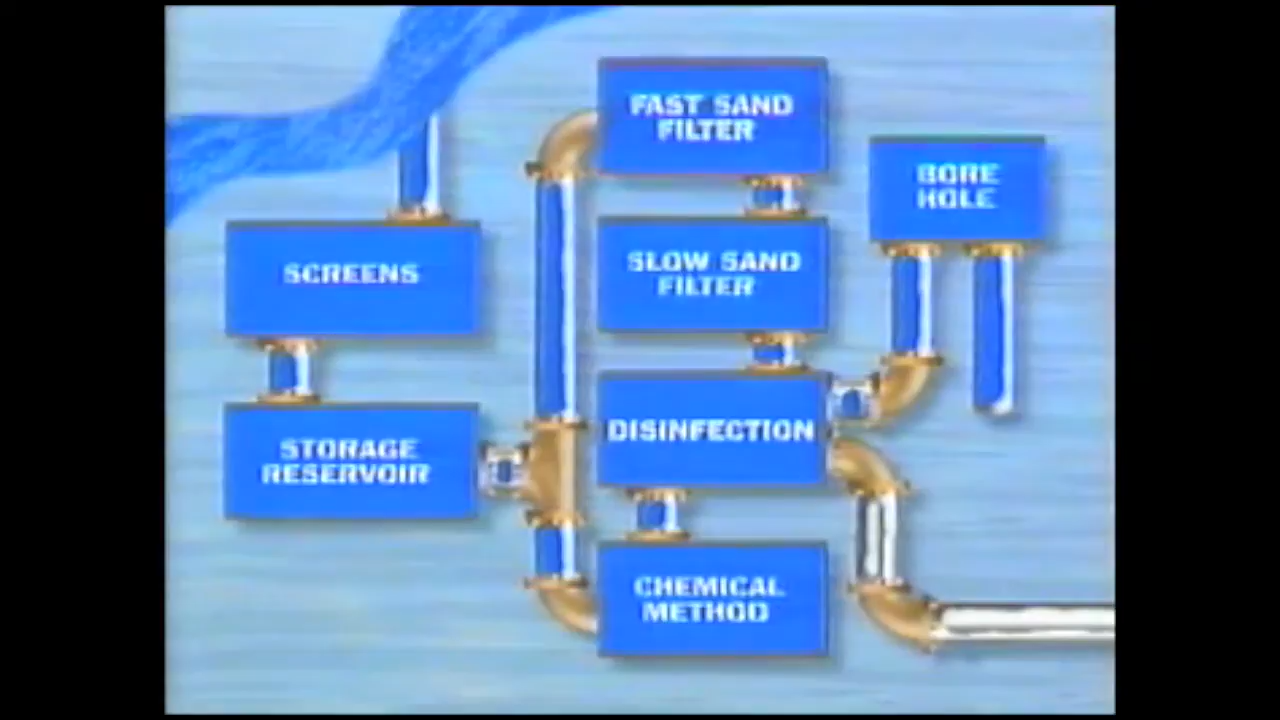 FAST SAND
FILTER
BORE
HOLE
SCREENS
SLOW SAND
FILTER
STORAGE
RESERVOIR
DISINFECTION
CHEMICAL
METHOD